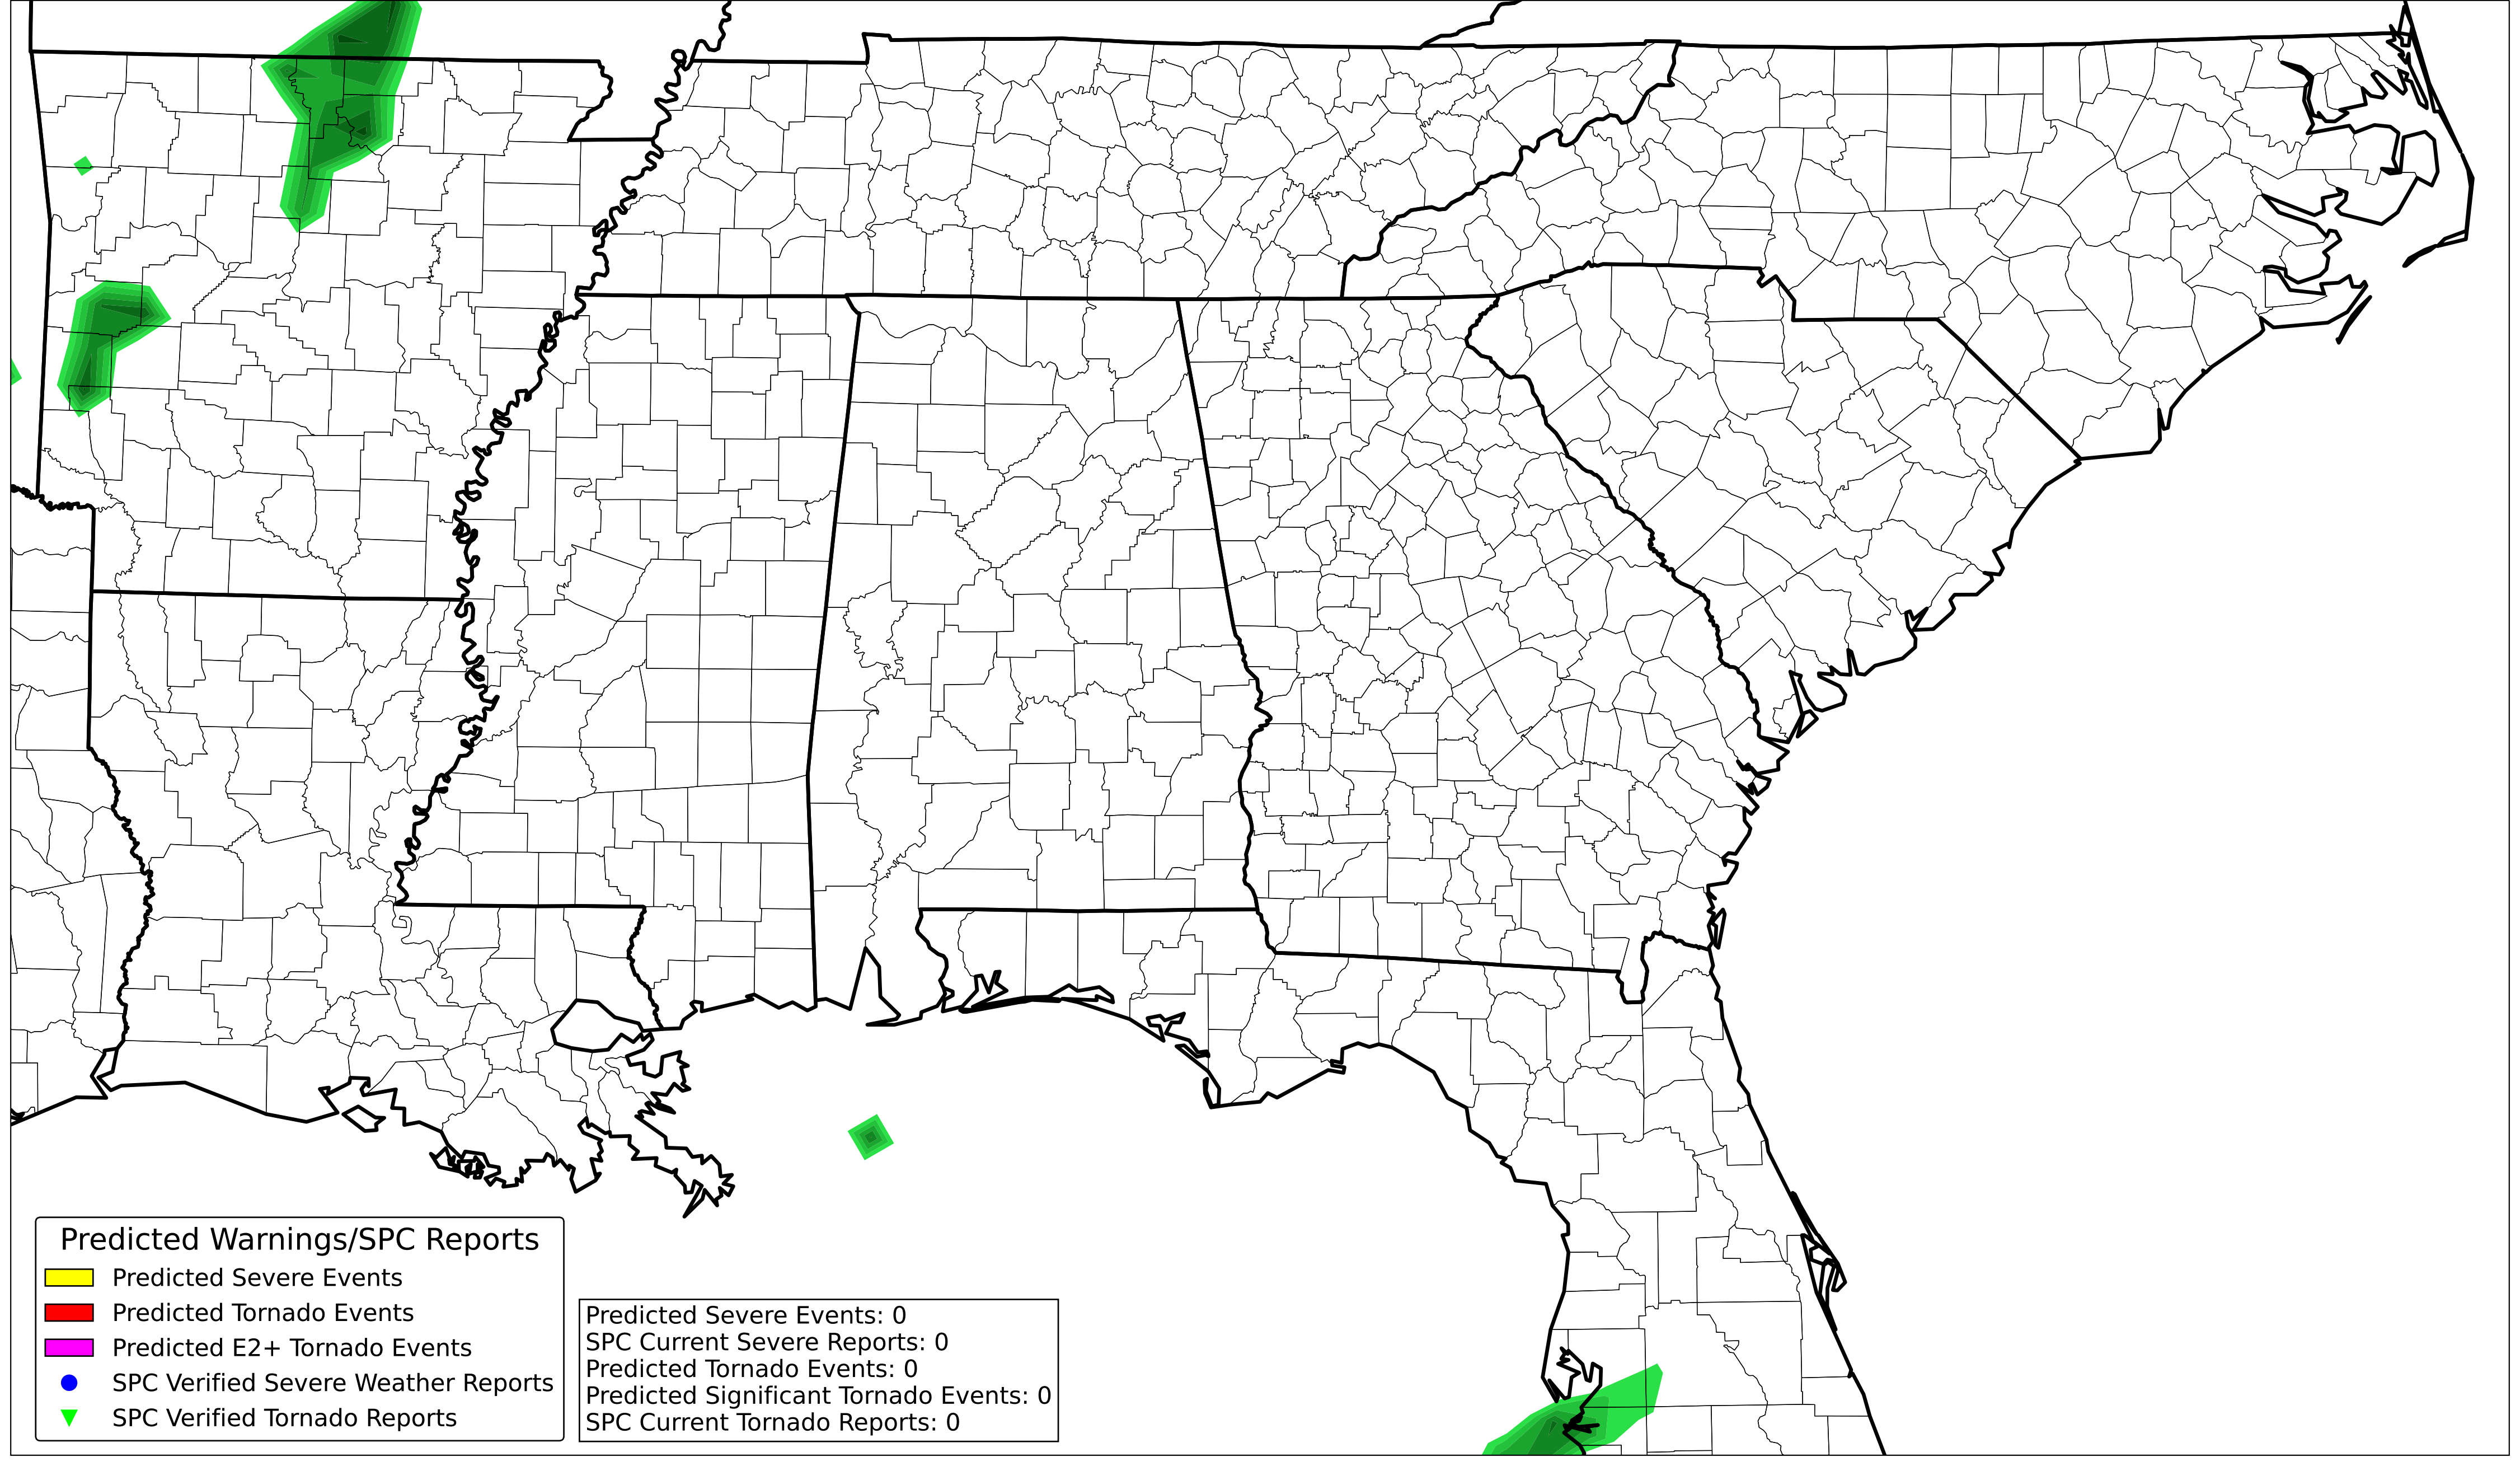 Predicted Warnings/SPC Reports
Predicted Severe Events
Predicted Tornado Events
Predicted E2+ Tornado Events
SPC Verified Severe Weather Reports
SPC Verified Tornado Reports
Predicted Severe Events: 0
SPC Current Severe Reports: 0
Predicted Tornado Events: 0
Predicted Significant Tornado Events: 0
SPC Current Tornado Reports: 0